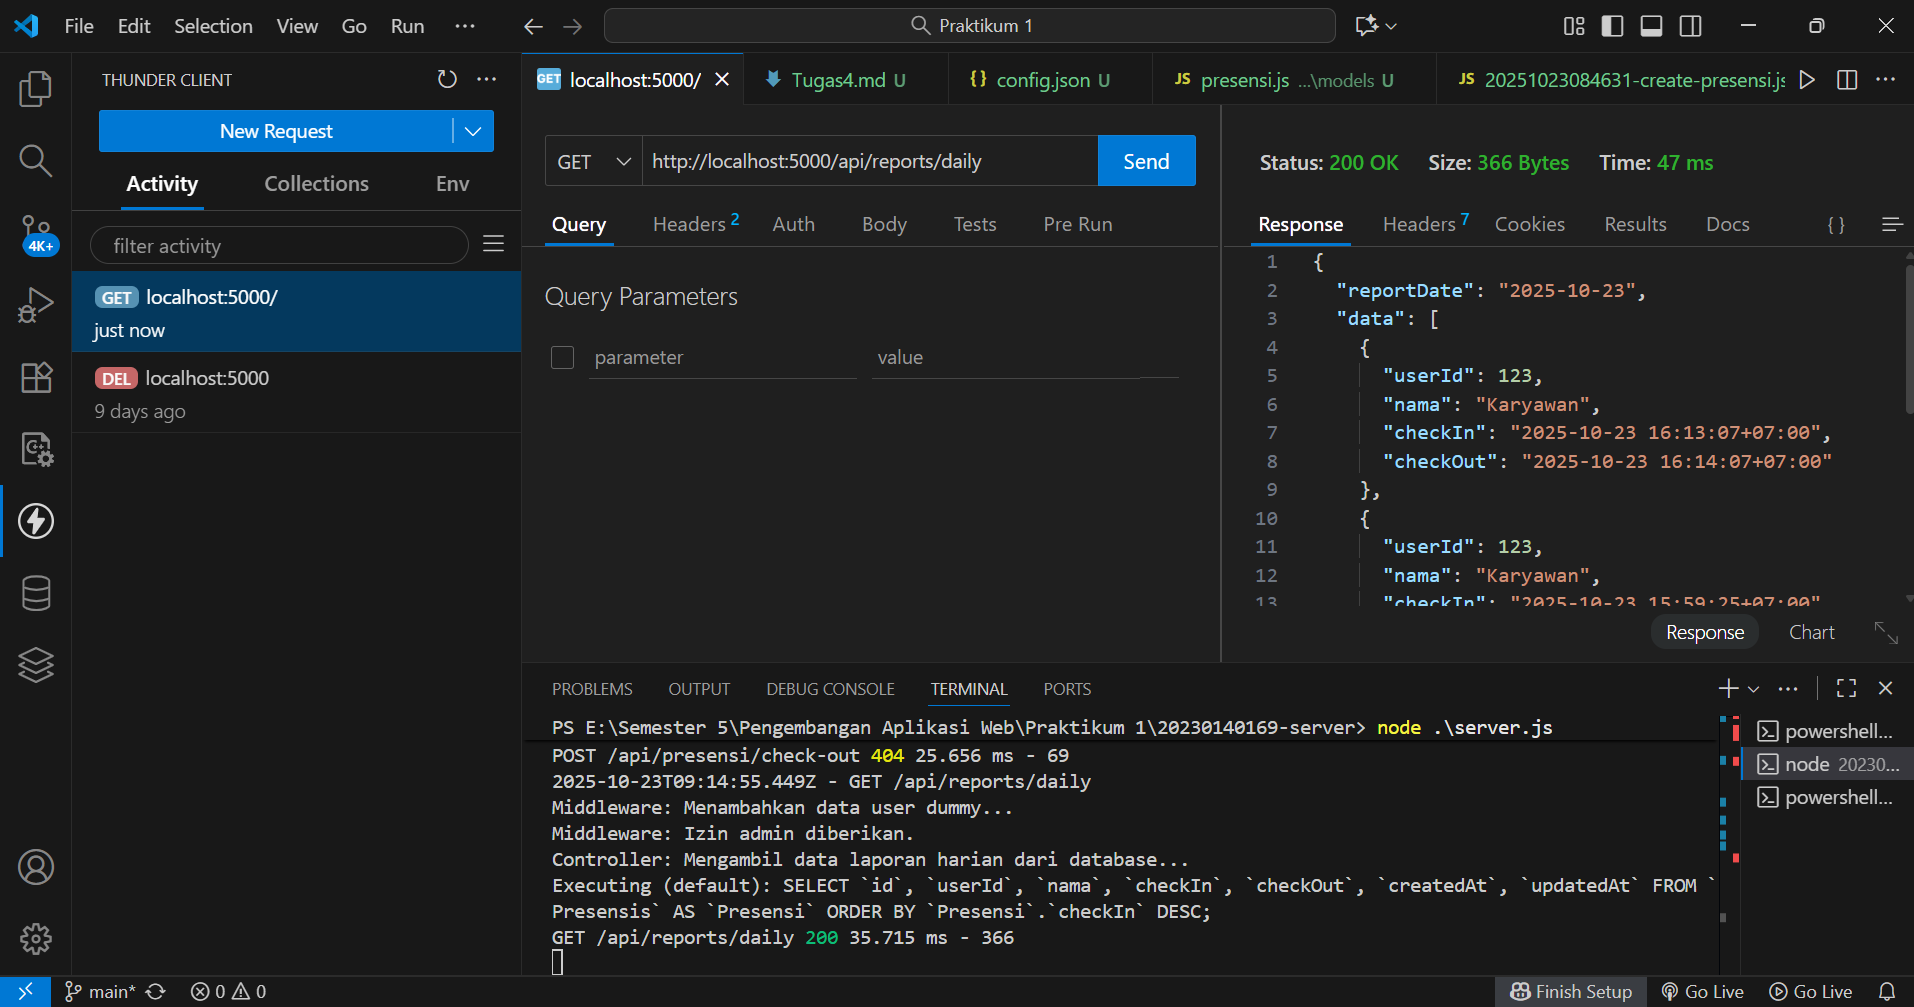 File Edit Selection View Go Run ···
Praktikum 1
THUNDER CLIENT
New Request
Activity Collections Env
filter activity
GET localhost:5000/
just now
DEL localhost:5000
9 days ago
4K+
GET localhost:5000/
Tugas4.md U
{} config.json U
JS presensi.js ...\models U
JS 20251023084631-create-presensi.js
GET http://localhost:5000/api/reports/daily Send
Query Headers 2 Auth Body Tests Pre Run
Query Parameters
parameter value
Status: 200 OK Size: 366 Bytes Time: 47 ms
Response Headers 7 Cookies Results Docs { }
1 {
2 "reportDate": "2025-10-23",
3 "data": [
4 {
5 "userId": 123,
6 "nama": "Karyawan",
7 "checkIn": "2025-10-23 16:13:07+07:00",
8 "checkOut": "2025-10-23 16:14:07+07:00"
9 },
10 {
11 "userId": 123,
12 "nama": "Karyawan",
13 "checkIn": "2025-10-23 15:59:25+07:00"
Response Chart
PROBLEMS OUTPUT DEBUG CONSOLE TERMINAL PORTS
PS E:\Semester 5\Pengembangan Aplikasi Web\Praktikum 1\20230140169-server> node .\server.js
POST /api/presensi/check-out 404 25.656 ms - 69
2025-10-23T09:14:55.449Z - GET /api/reports/daily
Middleware: Menambahkan data user dummy...
Middleware: Izin admin diberikan.
Controller: Mengambil data laporan harian dari database...
Executing (default): SELECT `id`, `userId`, `nama`, `checkIn`, `checkOut`, `createdAt`, `updatedAt` FROM `
Presensis` AS `Presensi` ORDER BY `Presensi`.`checkIn` DESC;
GET /api/reports/daily 200 35.715 ms - 366
powershell...
node 20230...
powershell...
main* 0 0
Finish Setup Go Live Go Live